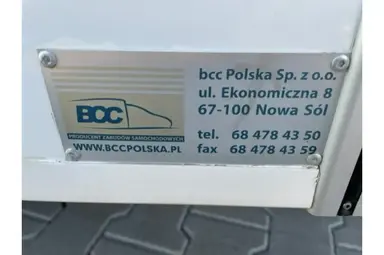 bcc Polska Sp. z o.o.
ul. Ekonomiczna 8
67-100 Nowa Sól
BCC
PRODUCENT ZABUDÓW SAMOCHODOWYCH
WWW.BCCPOLSKA.PL
tel. 68 478 43 50
fax 68 478 43 59